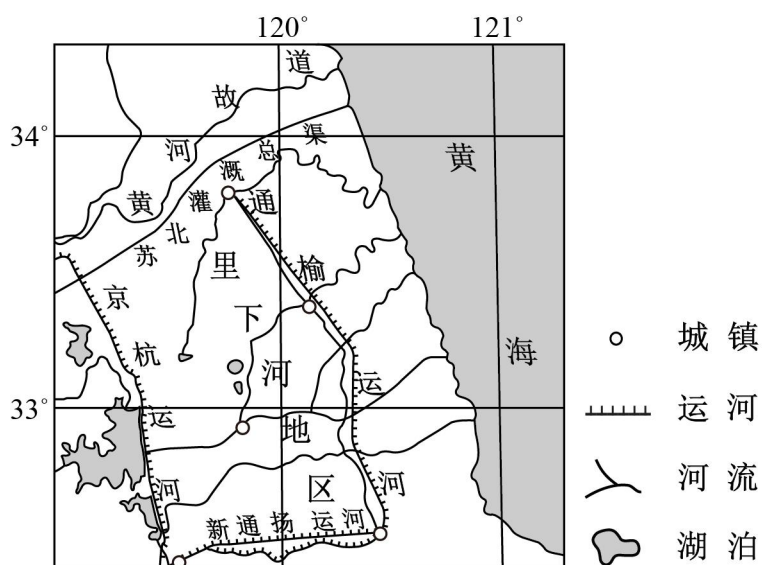 120° 121°
34°
33°
黄河故道
苏北灌溉总渠
通榆运河
里下河地区
京杭运河
新通扬运河
黄海
城镇
运河
河流
湖泊